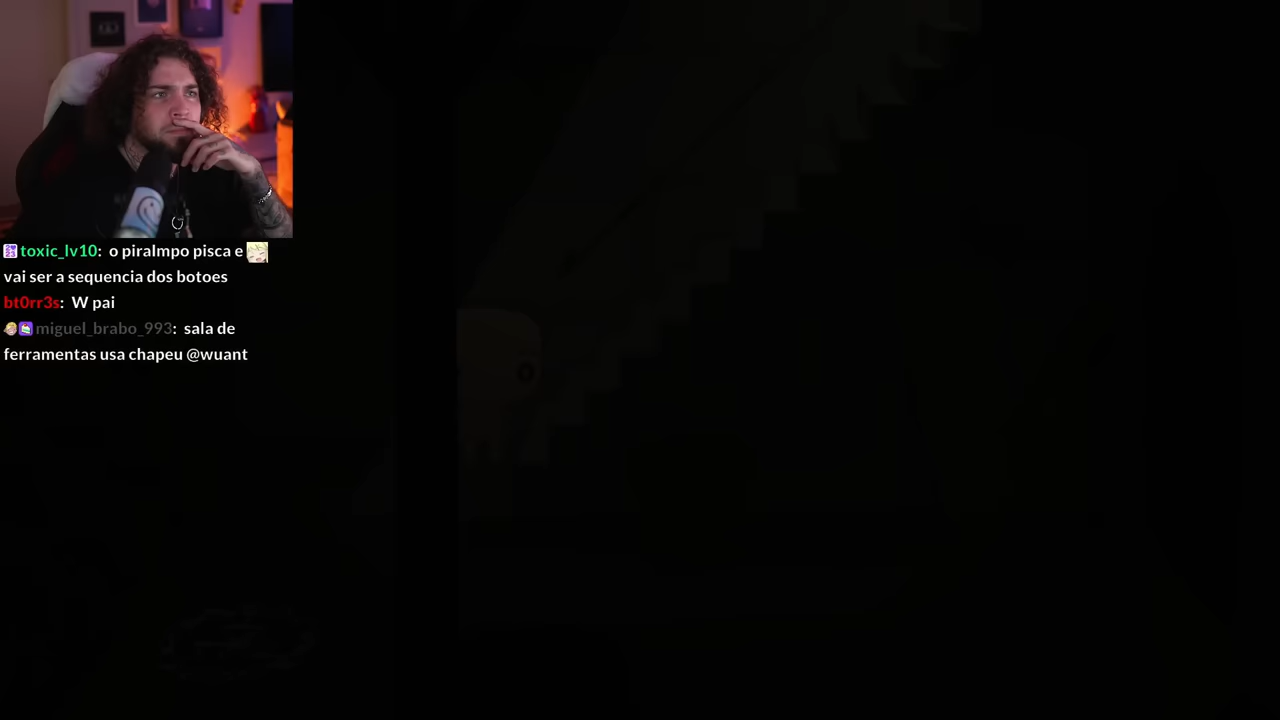 toxic_lv10: o piralmpo pisca e
vai ser a sequencia dos botoes
bt0rr3s: W pai
miguel_brabo_993: sala de
ferramentas usa chapeu @wuant